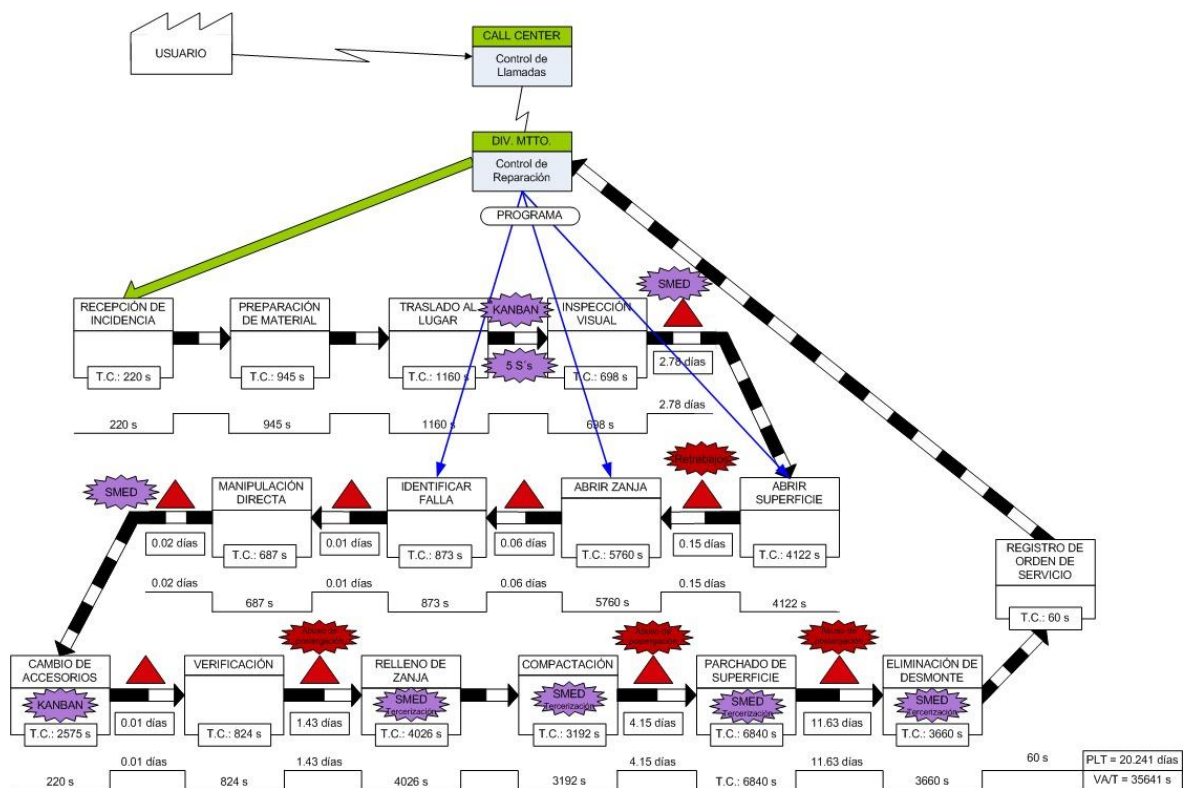 USUARIO
CALL CENTER
Control de
Llamadas
DIV. MTTO.
Control de
Reparación
PROGRAMA
RECEPCIÓN DE
INCIDENCIA
T.C.: 220 s
PREPARACIÓN
DE MATERIAL
T.C.: 945 s
TRASLADO AL
LUGAR
T.C.: 1160 s
KANBAN
5 S´s
INSPECCIÓN
VISUAL
T.C.: 698 s
SMED
2.78 días
2.78 días
220 s
945 s
1160 s
698 s
SMED
0.02 días
MANIPULACIÓN
DIRECTA
T.C.: 687 s
0.01 días
IDENTIFICAR
FALLA
T.C.: 873 s
0.06 días
ABRIR ZANJA
T.C.: 5760 s
Retrabajos
0.15 días
ABRIR
SUPERFICIE
T.C.: 4122 s
0.02 días
0.01 días
0.06 días
0.15 días
687 s
873 s
5760 s
4122 s
REGISTRO DE
ORDEN DE
SERVICIO
T.C.: 60 s
CAMBIO DE
ACCESORIOS
KANBAN
T.C.: 2575 s
0.01 días
VERIFICACIÓN
T.C.: 824 s
1.43 días
RELLENO DE
ZANJA
SMED
Tercerización
T.C.: 4026 s
COMPACTACIÓN
SMED
Tercerización
T.C.: 3192 s
4.15 días
PARCHADO DE
SUPERFICIE
SMED
Tercerización
T.C.: 6840 s
11.63 días
ELIMINACIÓN DE
DESMONTE
SMED
Tercerización
T.C.: 3660 s
0.01 días
1.43 días
4.15 días
11.63 días
60 s
PLT = 20.241 días
220 s
824 s
4026 s
3192 s
T.C.: 6840 s
3660 s
VA/T = 35641 s